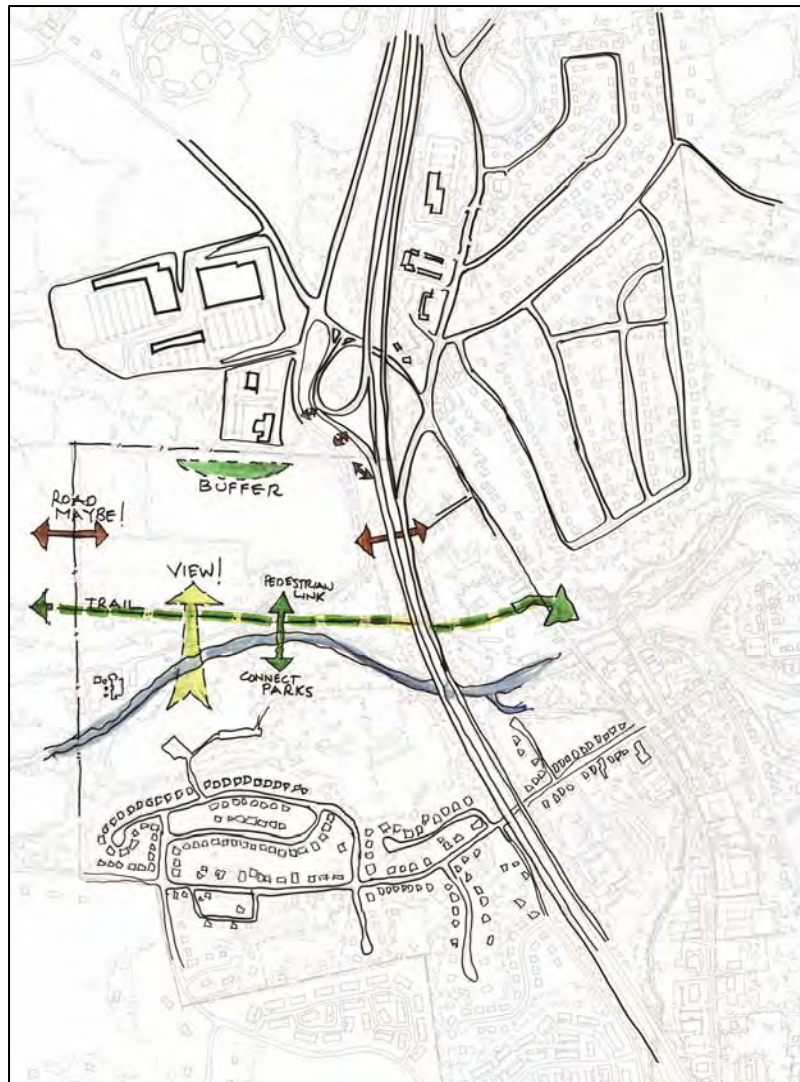 BUFFER
ROAD
MAYBE!
VIEW!
PEDESTRIAN
LINK
TRAIL
CONNECT
PARKS